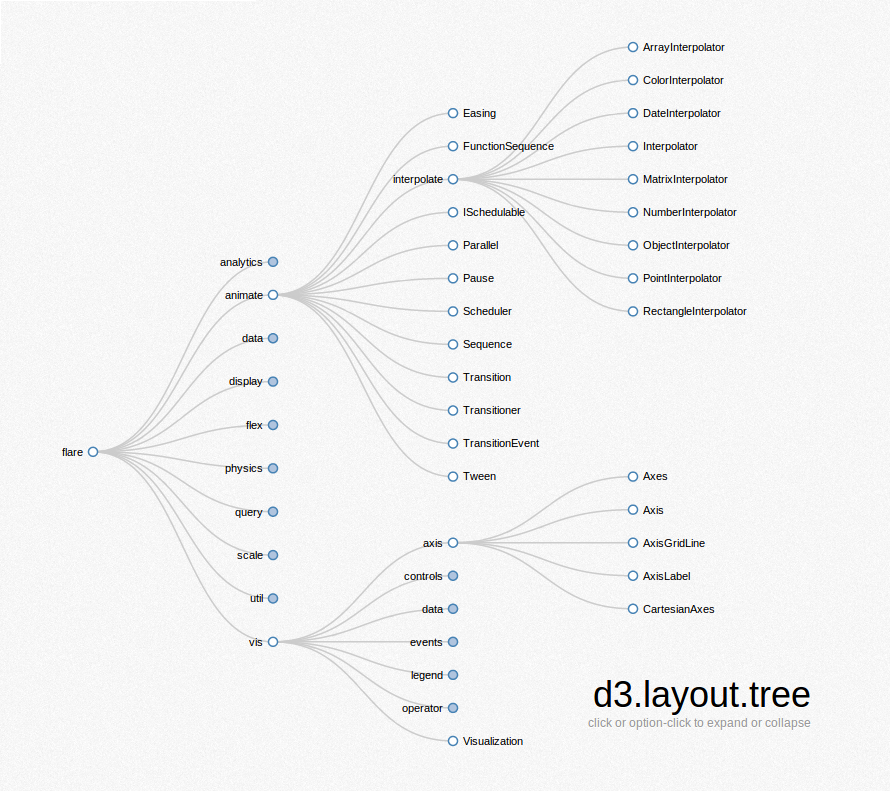 flare
analytics
animate
data
display
flex
physics
query
scale
util
vis
Easing
FunctionSequence
interpolate
ISchedulable
Parallel
Pause
Scheduler
Sequence
Transition
Transitioner
TransitionEvent
Tween
axis
controls
data
events
legend
operator
Visualization
ArrayInterpolator
ColorInterpolator
DateInterpolator
Interpolator
MatrixInterpolator
NumberInterpolator
ObjectInterpolator
PointInterpolator
RectangleInterpolator
Axes
Axis
AxisGridLine
AxisLabel
CartesianAxes
d3.layout.tree
click or option-click to expand or collapse